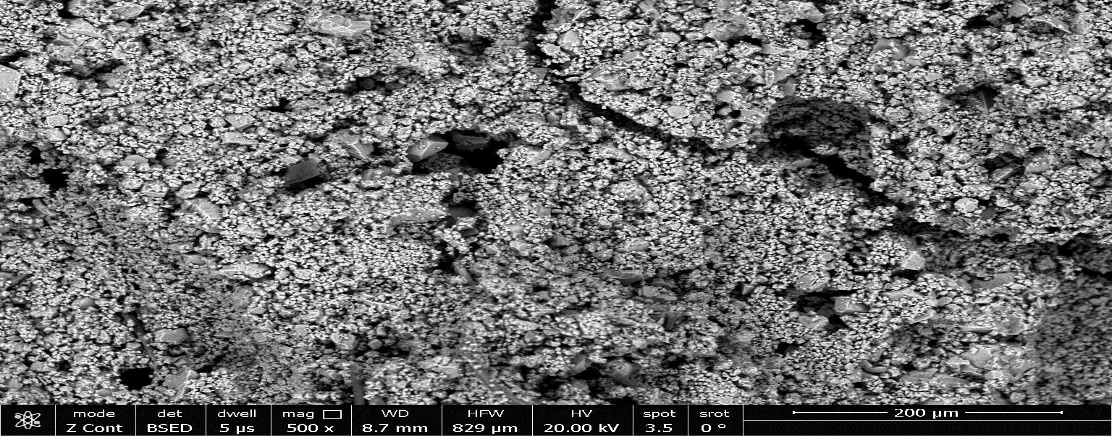 mode det dwell mag WD HFW HV spot srot
Z Cont BSED 5 µs 500 x 8.7 mm 829 µm 20.00 kV 3.5 0 °
200 µm